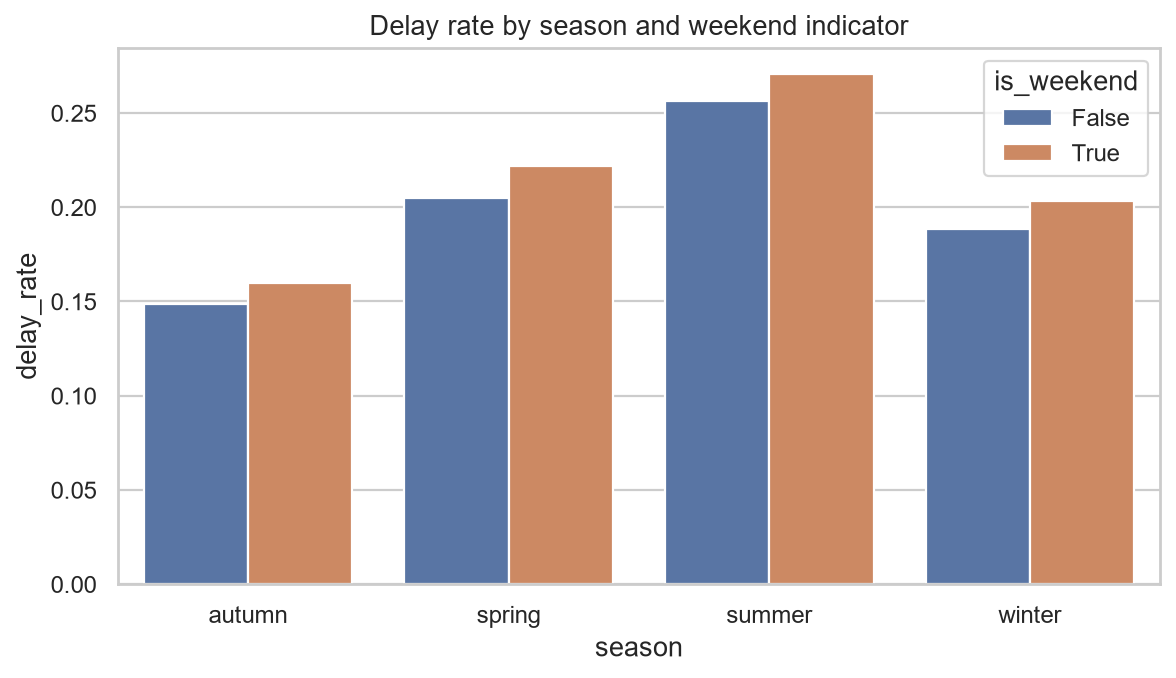 Delay rate by season and weekend indicator
is_weekend
False
True
delay_rate
0.25
0.20
0.15
0.10
0.05
0.00
autumn spring summer winter
season